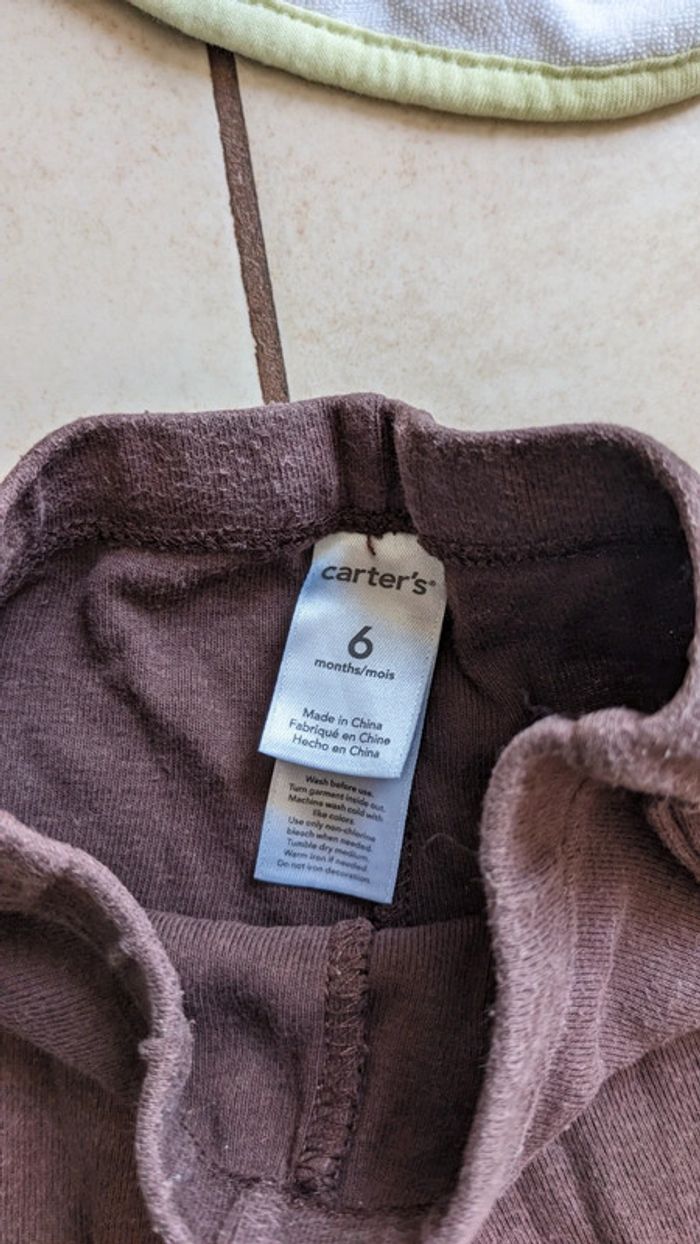 carter's®
6
months/mois
Made in China
Fabriqué en Chine
Hecho en China
Wash before use.
Turn garment inside out.
Machine wash cold with
like colors.
Use only non-chlorine
bleach when needed.
Tumble dry medium.
Warm iron if needed.
Do not iron decoration.